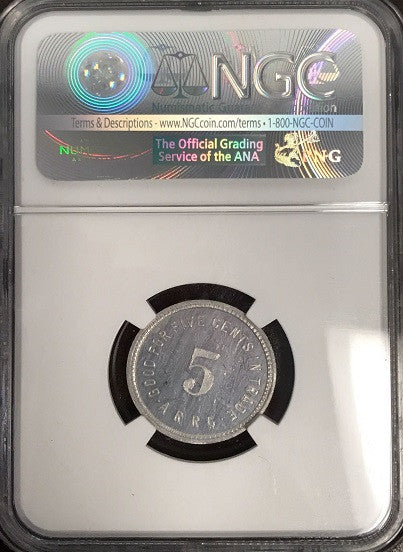 NGC
Numismatic Guaranty Corporation
Terms & Descriptions - www.NGCcoin.com/terms • 1-800-NGC-COIN
The Official Grading
Service of the ANA
PNG
GOOD FOR FIVE CENTS IN TRADE
5